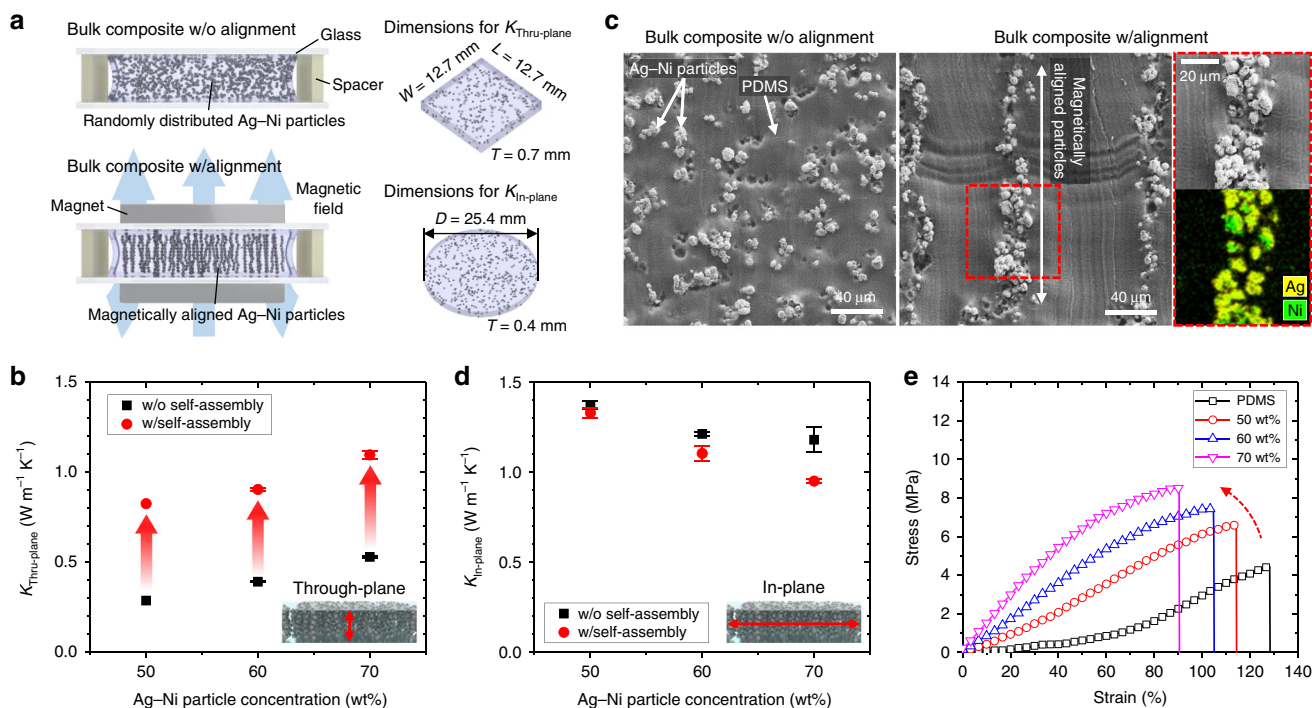 a
Bulk composite w/o alignment
Glass
Spacer
Randomly distributed Ag–Ni particles
Bulk composite w/alignment
Magnet
Magnetic
field
Magnetically aligned Ag–Ni particles
Dimensions for KThru-plane
W = 12.7 mm
L = 12.7 mm
T = 0.7 mm
Dimensions for KIn-plane
D = 25.4 mm
T = 0.4 mm
c
Bulk composite w/o alignment
Ag–Ni particles
PDMS
40 μm
Bulk composite w/alignment
Magnetically
aligned particles
40 μm
20 μm
Ag
Ni
b
1.5
1.0
0.5
0.0
KThru-plane (W m–1 K–1)
w/o self-assembly
w/self-assembly
Through-plane
50
60
70
Ag–Ni particle concentration (wt%)
d
1.5
1.0
0.5
0.0
KIn-plane (W m–1 K–1)
w/o self-assembly
w/self-assembly
In-plane
50
60
70
Ag–Ni particle concentration (wt%)
e
14
12
10
8
6
4
2
0
Stress (MPa)
PDMS
50 wt%
60 wt%
70 wt%
0
20
40
60
80
100
120
140
Strain (%)